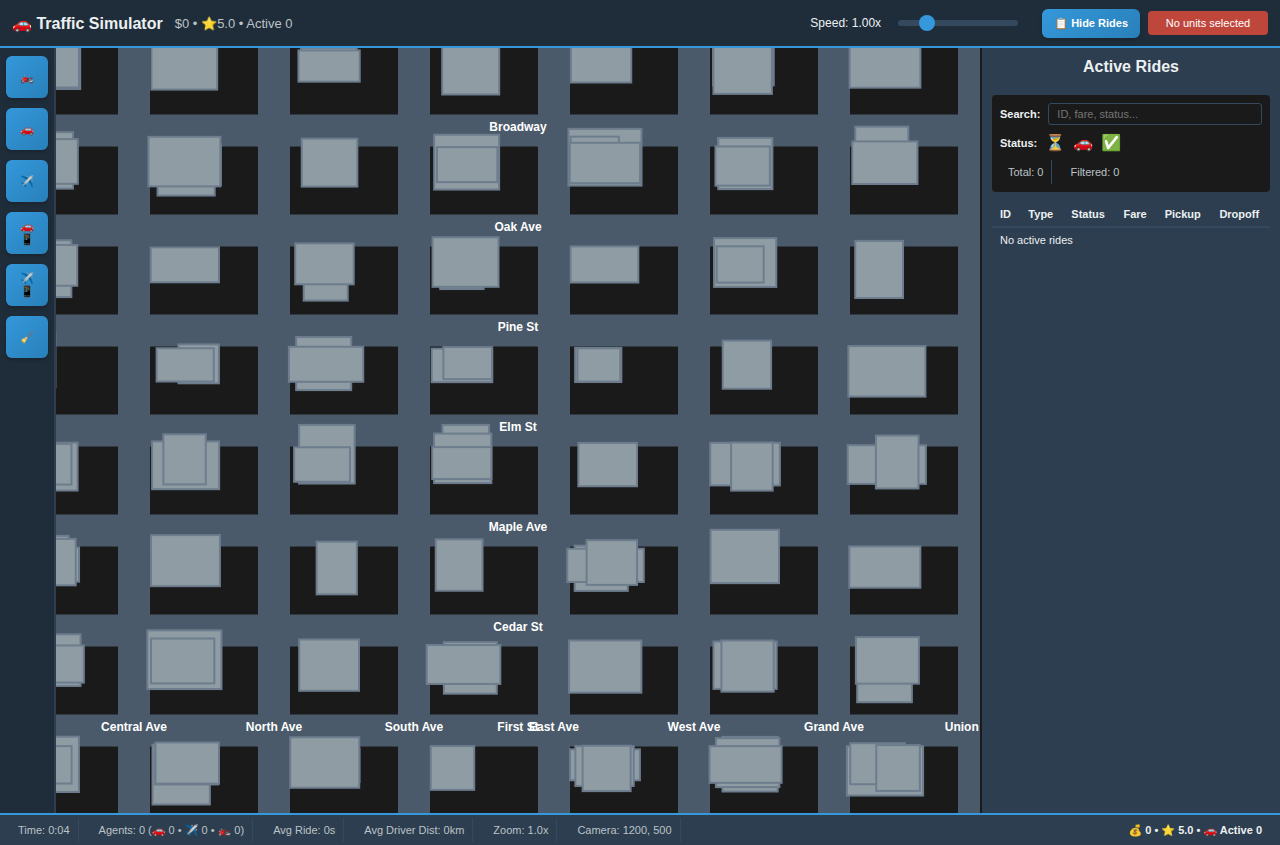 🚗 Traffic Simulator $0 • ⭐5.0 • Active 0 Speed: 1.00x 📋 Hide Rides No units selected
Active Rides
Search: ID, fare, status...
Status: ⏳ 🚗 ✅
Total: 0 Filtered: 0
ID Type Status Fare Pickup Dropoff
No active rides
Broadway
Oak Ave
Pine St
Elm St
Maple Ave
Cedar St
Central Ave North Ave South Ave First St East Ave West Ave Grand Ave Union
Time: 0:04 Agents: 0 (🚗 0 • ✈️ 0 • 🏍️ 0) Avg Ride: 0s Avg Driver Dist: 0km Zoom: 1.0x Camera: 1200, 500 💰 0 • ⭐ 5.0 • 🚗 Active 0